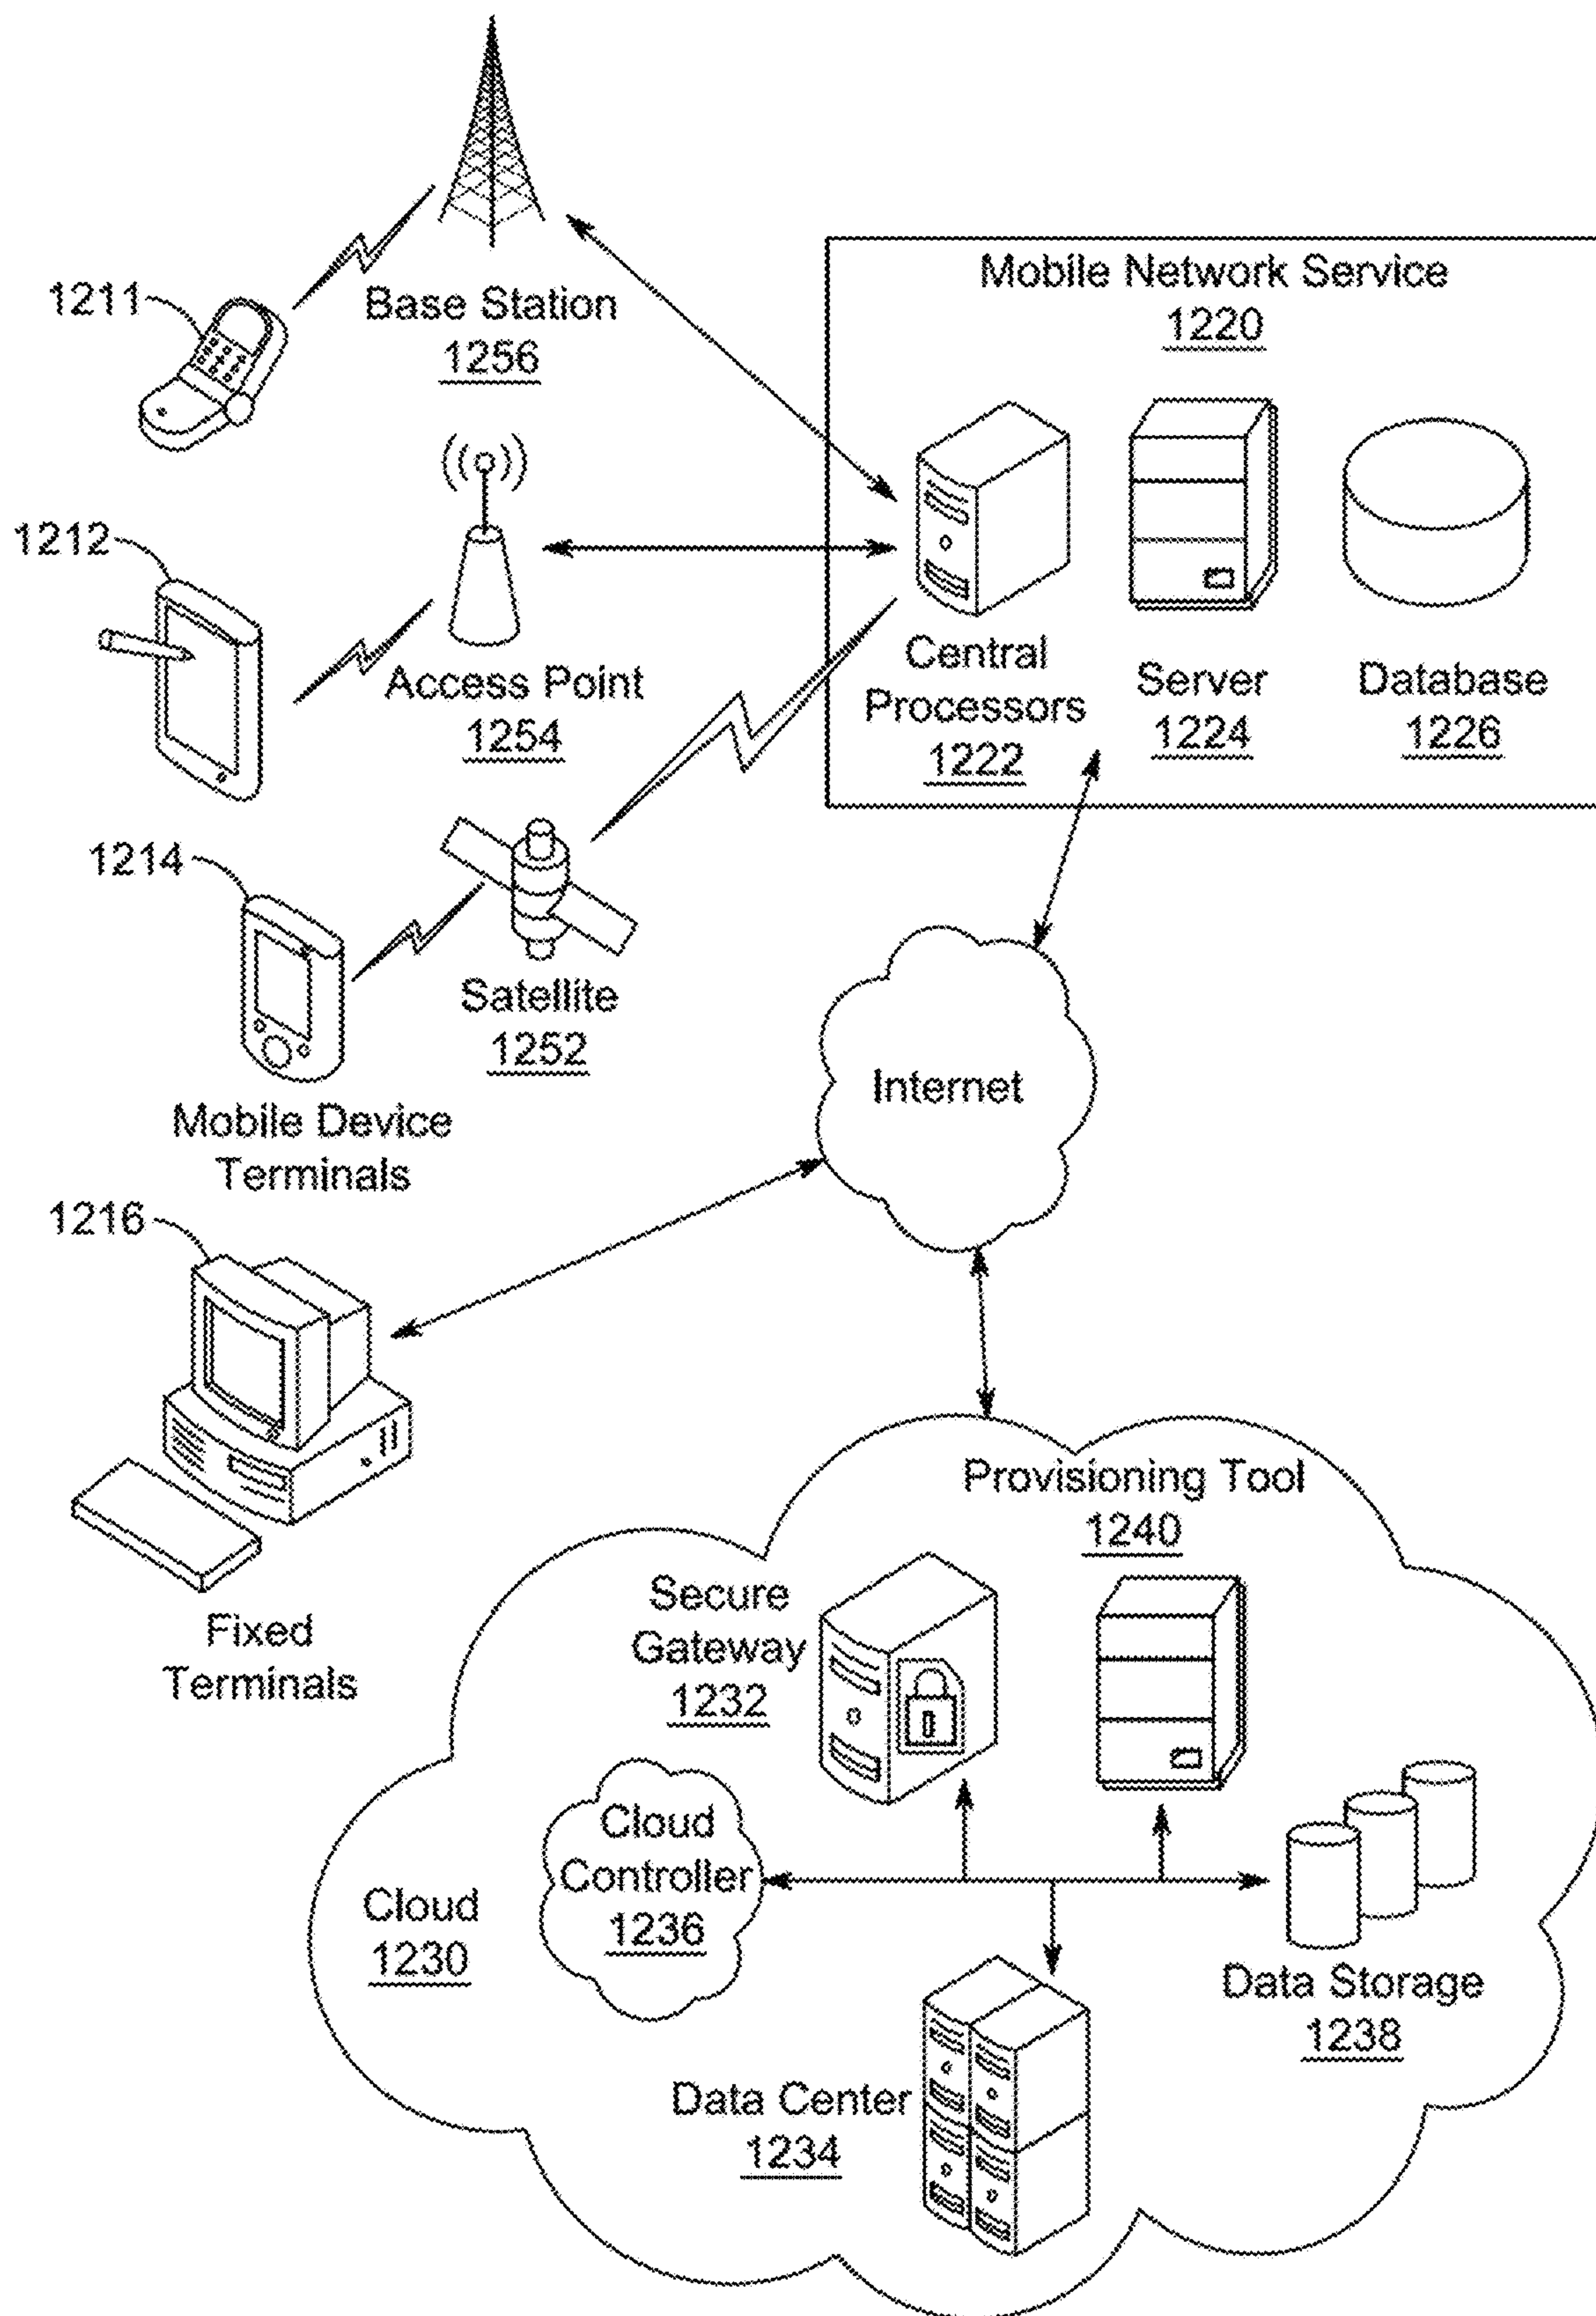 1211
Base Station
1256
Mobile Network Service
1220
1212
Access Point
1254
Central
Processors
1222
Server
1224
Database
1226
1214
Satellite
1252
Mobile Device
Terminals
Internet
1216
Fixed
Terminals
Provisioning Tool
1240
Secure
Gateway
1232
Cloud
Controller
1236
Cloud
1230
Data Storage
1238
Data Center
1234